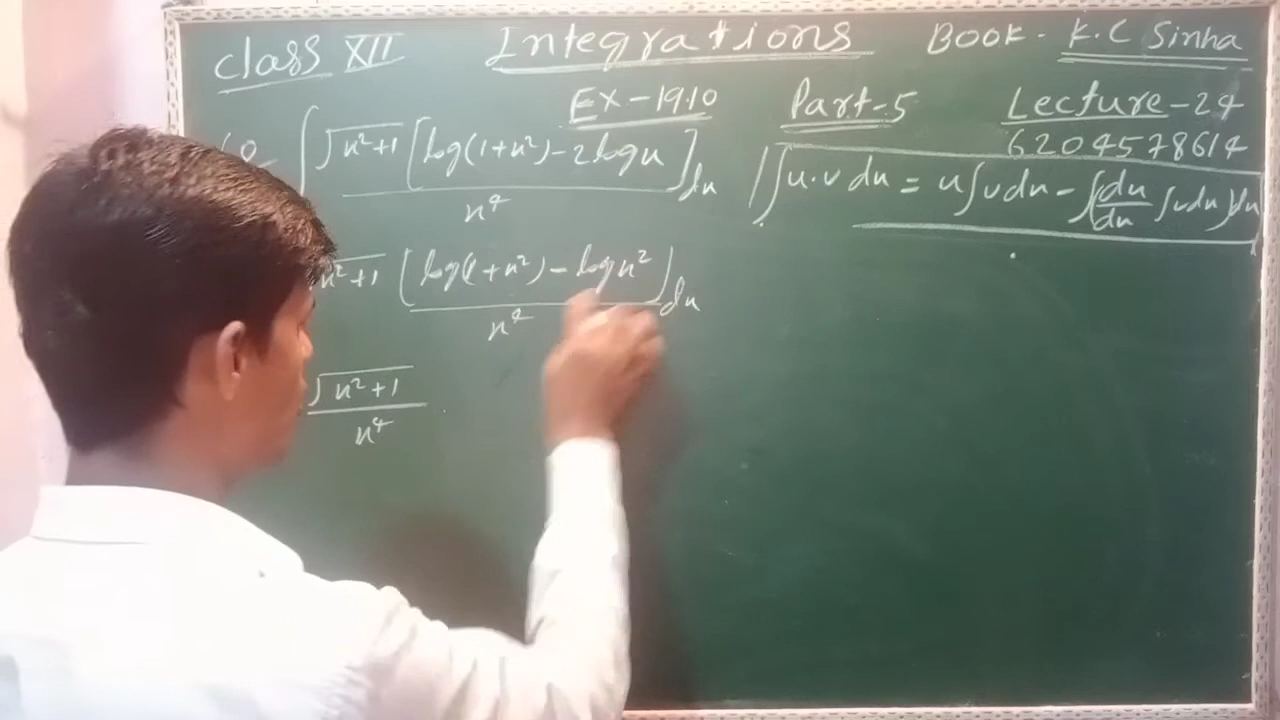 Class XII Integrations Book - K.C Sinha
Ex-19.10 Part-5 Lecture-24
6204578614
∫ √x²+1 [log(1+x²)-2logx] / x⁴ dx
∫u.v dx = u∫v dx - ∫(du/dx ∫v dx) dx
√x²+1 [log(1+x²)-logx²] / x⁴ dx
√x²+1 / x⁴